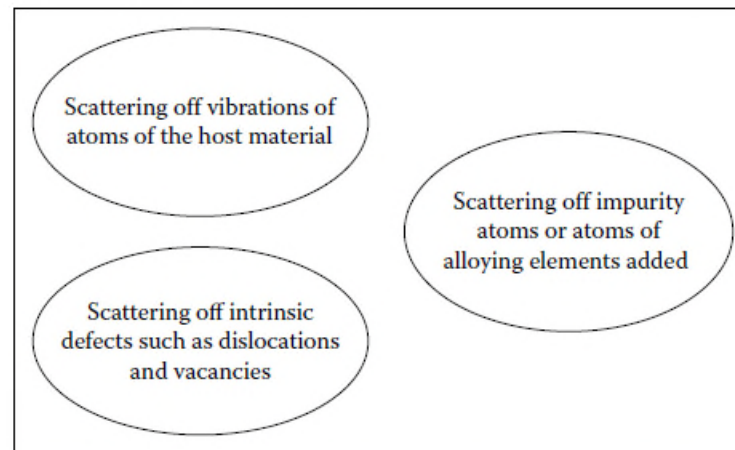 Scattering off vibrations of
atoms of the host material
Scattering off impurity
atoms or atoms of
alloying elements added
Scattering off intrinsic
defects such as dislocations
and vacancies